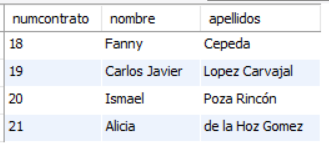 numcontrato nombre apellidos
18 Fanny Cepeda
19 Carlos Javier Lopez Carvajal
20 Ismael Poza Rincón
21 Alicia de la Hoz Gomez